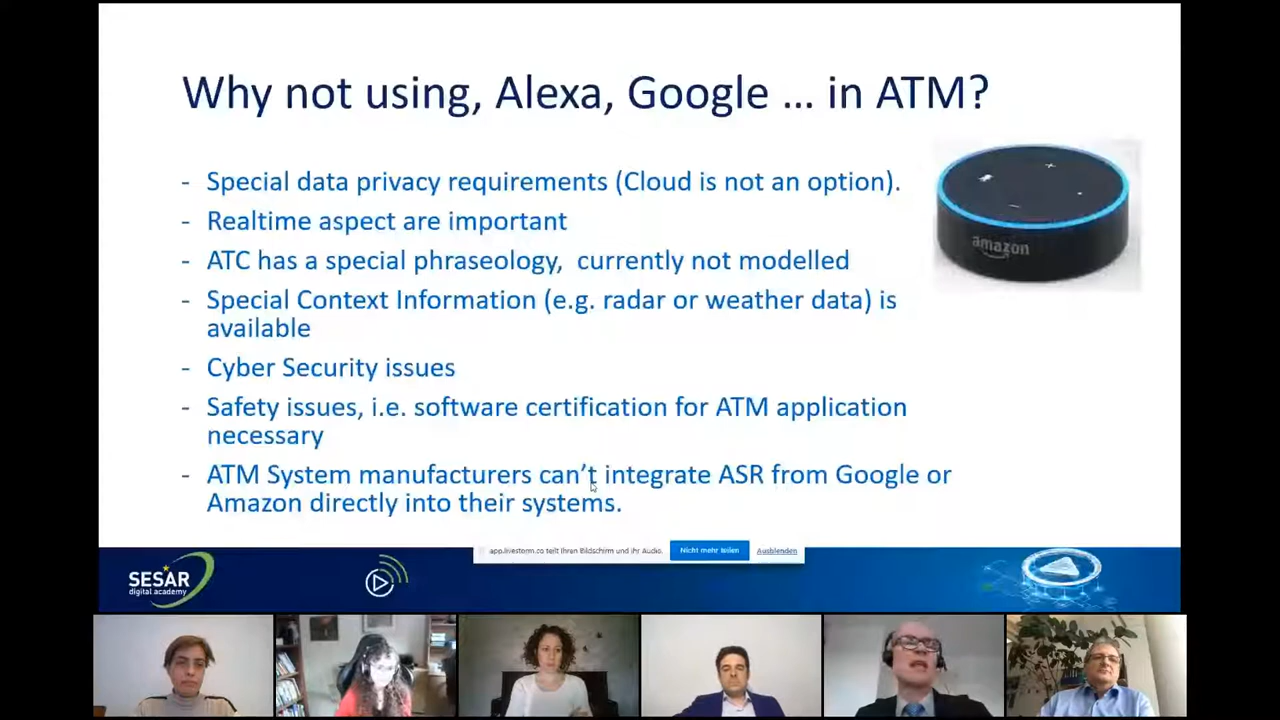 Why not using, Alexa, Google ... in ATM?
- Special data privacy requirements (Cloud is not an option).
- Realtime aspect are important
- ATC has a special phraseology,  currently not modelled
- Special Context Information (e.g. radar or weather data) is
available
- Cyber Security issues
- Safety issues, i.e. software certification for ATM application
necessary
- ATM System manufacturers can't integrate ASR from Google or
Amazon directly into their systems.
amazon
app.livestorm.co teilt Ihren Bildschirm und Ihr Audio.
Nicht mehr teilen
Ausblenden
SESAR
digital academy